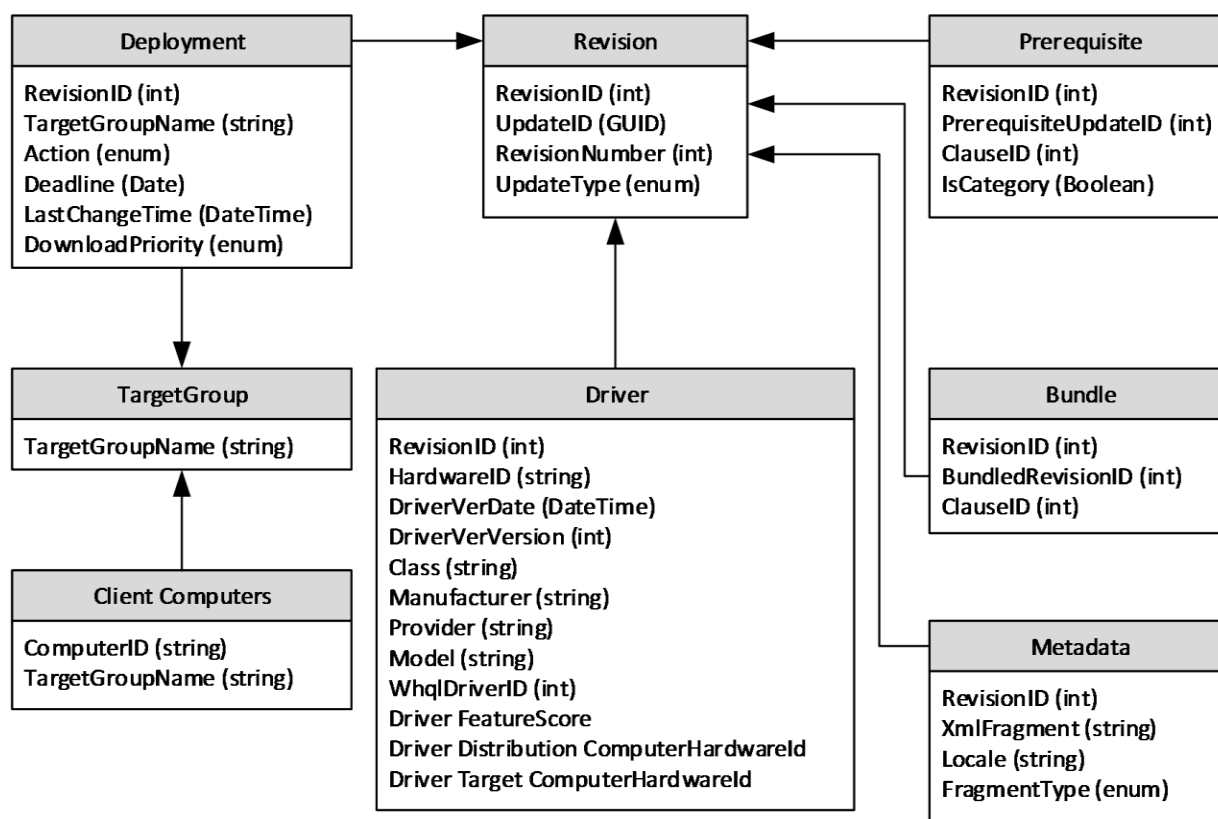 Deployment
RevisionID (int)
TargetGroupName (string)
Action (enum)
Deadline (Date)
LastChangeTime (DateTime)
DownloadPriority (enum)
Revision
RevisionID (int)
UpdateID (GUID)
RevisionNumber (int)
UpdateType (enum)
Prerequisite
RevisionID (int)
PrerequisiteUpdateID (int)
ClauseID (int)
IsCategory (Boolean)
TargetGroup
TargetGroupName (string)
Driver
RevisionID (int)
HardwareID (string)
DriverVerDate (DateTime)
DriverVerVersion (int)
Class (string)
Manufacturer (string)
Provider (string)
Model (string)
WhqlDriverID (int)
Driver FeatureScore
Driver Distribution ComputerHardwareId
Driver Target ComputerHardwareId
Bundle
RevisionID (int)
BundledRevisionID (int)
ClauseID (int)
Client Computers
ComputerID (string)
TargetGroupName (string)
Metadata
RevisionID (int)
XmlFragment (string)
Locale (string)
FragmentType (enum)